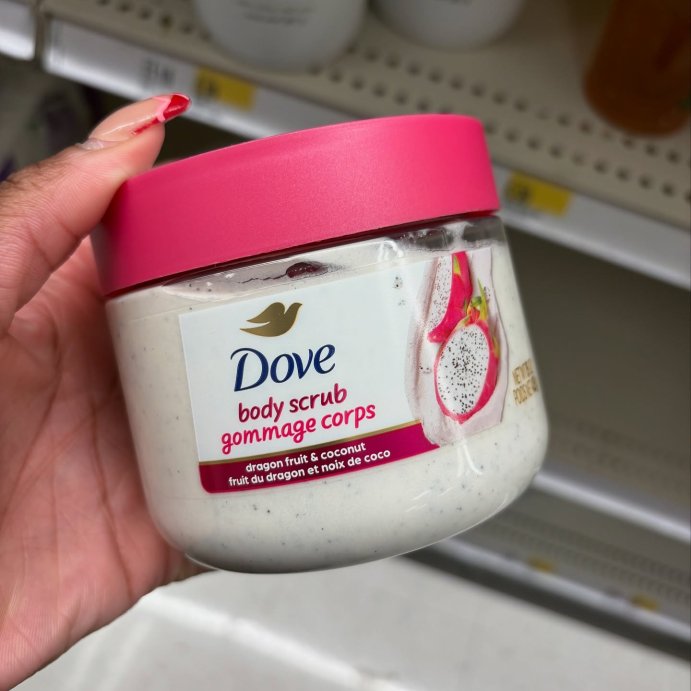 Dove
body scrub
gommage corps
dragon fruit & coconut
fruit du dragon et noix de coco